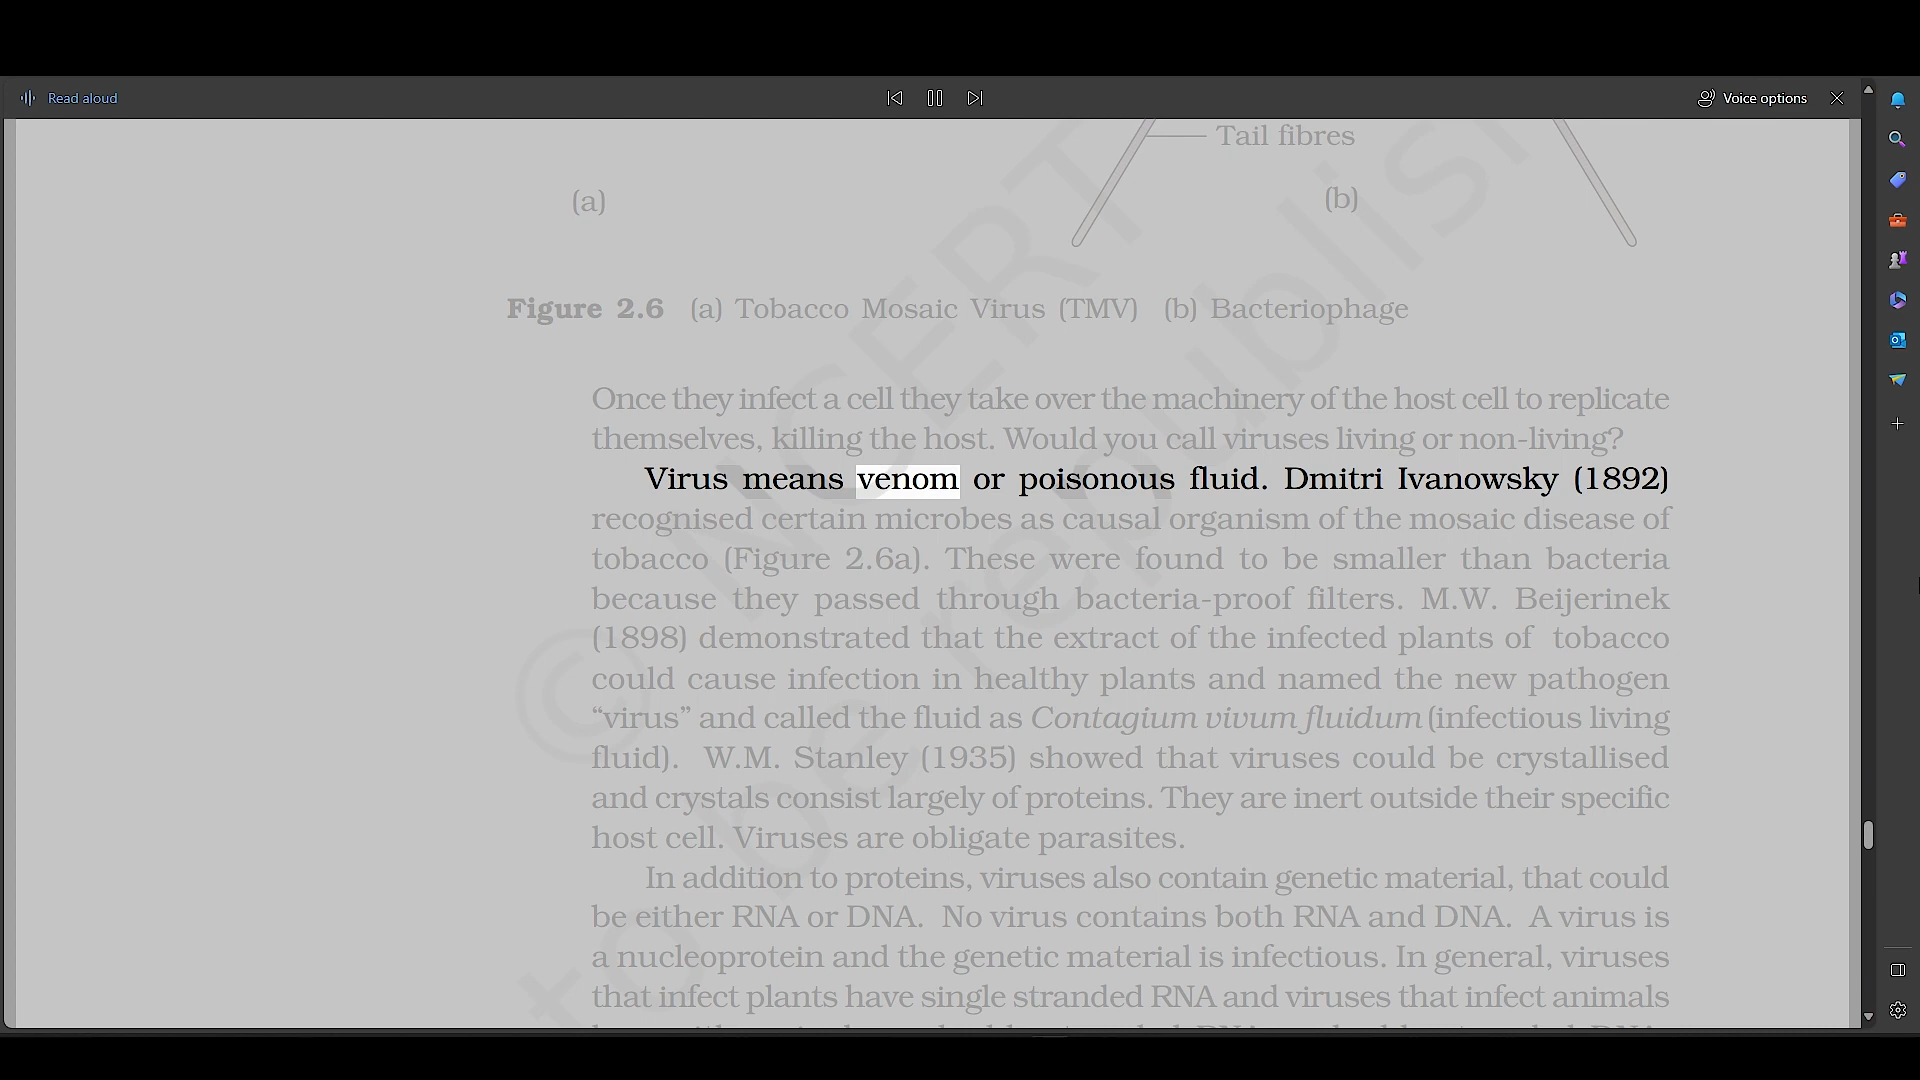 Read aloud
Voice options
Tail fibres
(a)
(b)
Figure 2.6 (a) Tobacco Mosaic Virus (TMV) (b) Bacteriophage
Once they infect a cell they take over the machinery of the host cell to replicate
themselves, killing the host. Would you call viruses living or non-living?
Virus means venom or poisonous fluid. Dmitri Ivanowsky (1892)
recognised certain microbes as causal organism of the mosaic disease of
tobacco (Figure 2.6a). These were found to be smaller than bacteria
because they passed through bacteria-proof filters. M.W. Beijerinek
(1898) demonstrated that the extract of the infected plants of tobacco
could cause infection in healthy plants and named the new pathogen
“virus” and called the fluid as Contagium vivum fluidum (infectious living
fluid). W.M. Stanley (1935) showed that viruses could be crystallised
and crystals consist largely of proteins. They are inert outside their specific
host cell. Viruses are obligate parasites.
In addition to proteins, viruses also contain genetic material, that could
be either RNA or DNA. No virus contains both RNA and DNA. A virus is
a nucleoprotein and the genetic material is infectious. In general, viruses
that infect plants have single stranded RNA and viruses that infect animals
© NCERT
to be republis